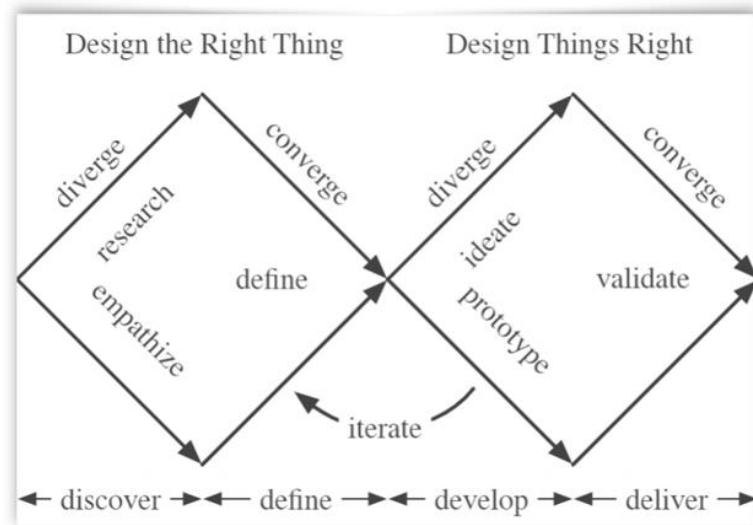 Design the Right Thing
Design Things Right
diverge
converge
diverge
converge
research
ideate
define
validate
empathize
prototype
iterate
discover
define
develop
deliver